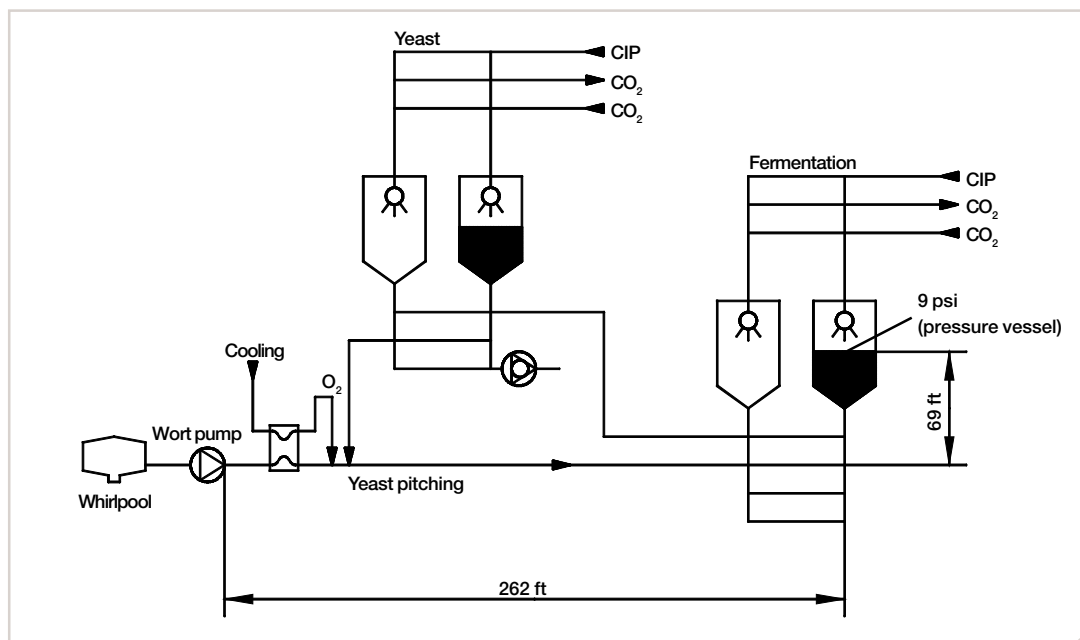 Yeast
CIP
CO₂
CO₂
Fermentation
CIP
CO₂
CO₂
9 psi
(pressure vessel)
Cooling
O₂
69 ft
Wort pump
Yeast pitching
Whirlpool
262 ft